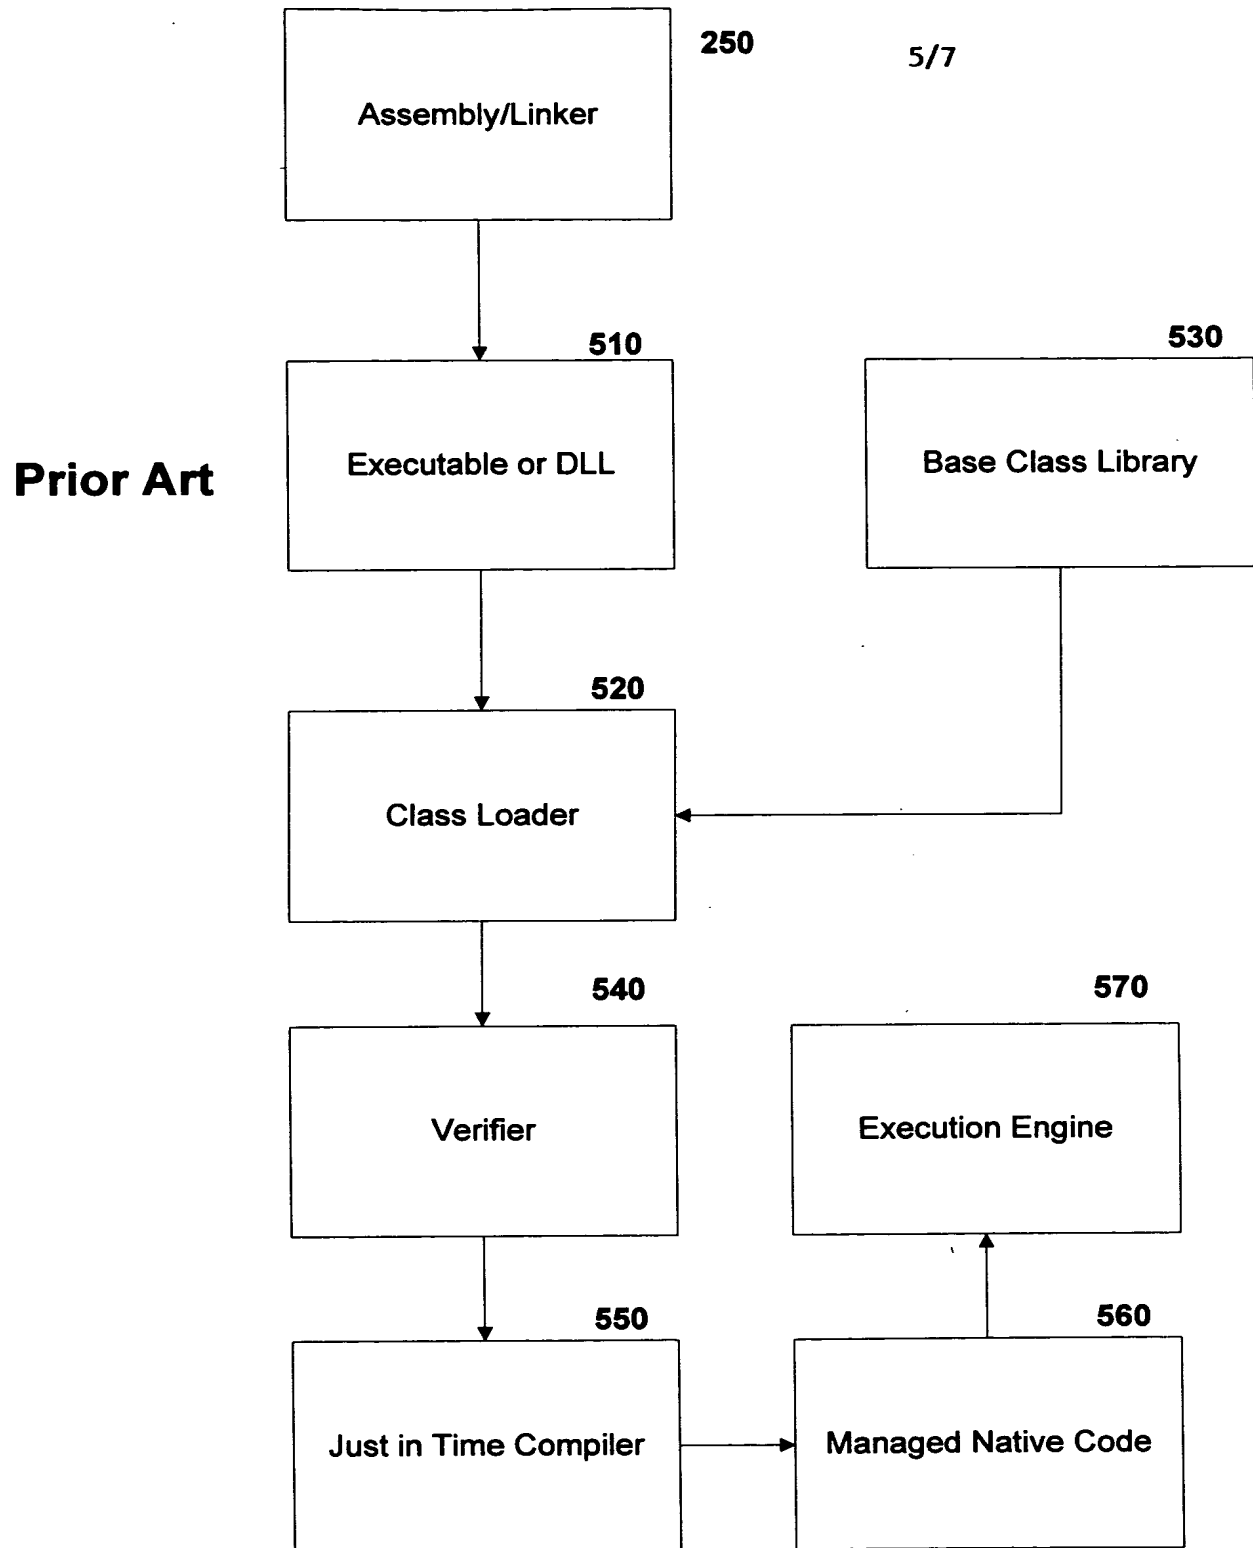 250
5/7
Assembly/Linker
510
530
Prior Art
Executable or DLL
Base Class Library
520
Class Loader
540
570
Verifier
Execution Engine
550
560
Just in Time Compiler
Managed Native Code